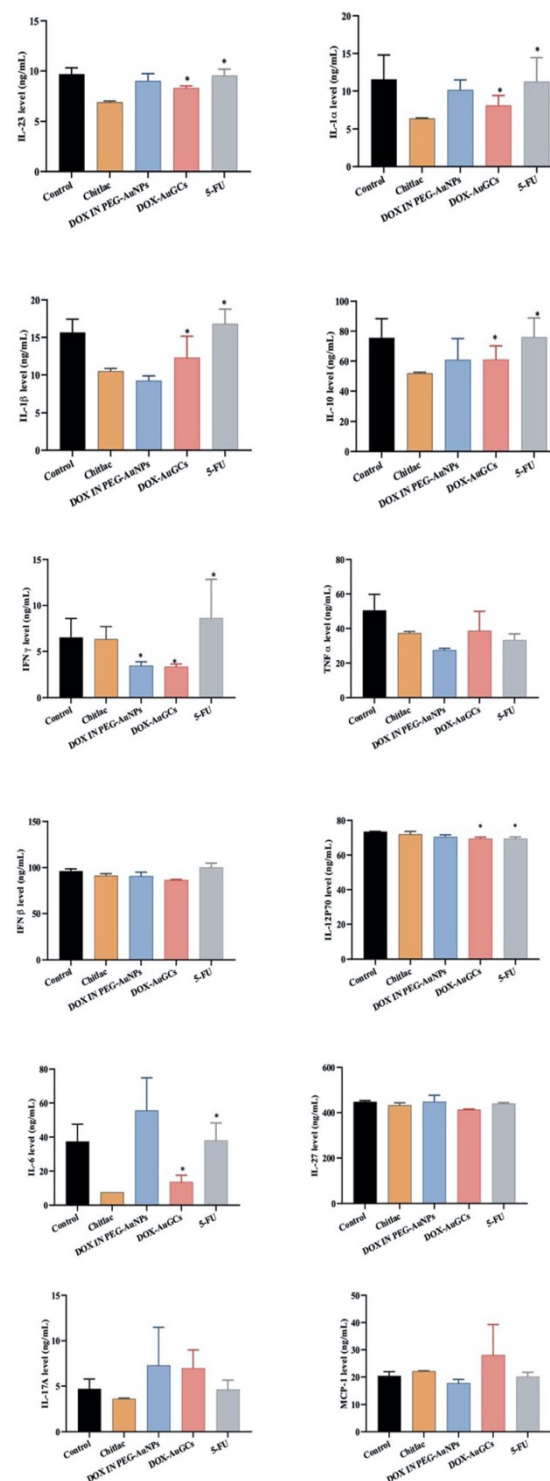 IL-23 level (ng/mL)
15
10
5
0
*
*
Control
Chitlac
DOX IN PEG-AuNPs
DOX-AuGCs
5-FU
IL-1α level (ng/mL)
20
15
10
5
0
*
*
Control
Chitlac
DOX IN PEG-AuNPs
DOX-AuGCs
5-FU
IL-1β level (ng/mL)
20
15
10
5
0
*
*
Control
Chitlac
DOX IN PEG-AuNPs
DOX-AuGCs
5-FU
IL-10 level (ng/mL)
100
80
60
40
20
0
*
*
Control
Chitlac
DOX IN PEG-AuNPs
DOX-AuGCs
5-FU
IFN γ level (ng/mL)
15
10
5
0
*
*
*
Control
Chitlac
DOX IN PEG-AuNPs
DOX-AuGCs
5-FU
TNF α level (ng/mL)
80
60
40
20
0
Control
Chitlac
DOX IN PEG-AuNPs
DOX-AuGCs
5-FU
IFN β level (ng/mL)
150
100
50
0
Control
Chitlac
DOX IN PEG-AuNPs
DOX-AuGCs
5-FU
IL-12P70 level (ng/mL)
80
60
40
20
0
*
*
Control
Chitlac
DOX IN PEG-AuNPs
DOX-AuGCs
5-FU
IL-6 level (ng/mL)
80
60
40
20
0
*
*
Control
Chitlac
DOX IN PEG-AuNPs
DOX-AuGCs
5-FU
IL-27 level (ng/mL)
600
400
200
0
Control
Chitlac
DOX IN PEG-AuNPs
DOX-AuGCs
5-FU
IL-17A level (ng/mL)
15
10
5
0
Control
Chitlac
DOX IN PEG-AuNPs
DOX-AuGCs
5-FU
MCP-1 level (ng/mL)
50
40
30
20
10
0
Control
Chitlac
DOX IN PEG-AuNPs
DOX-AuGCs
5-FU